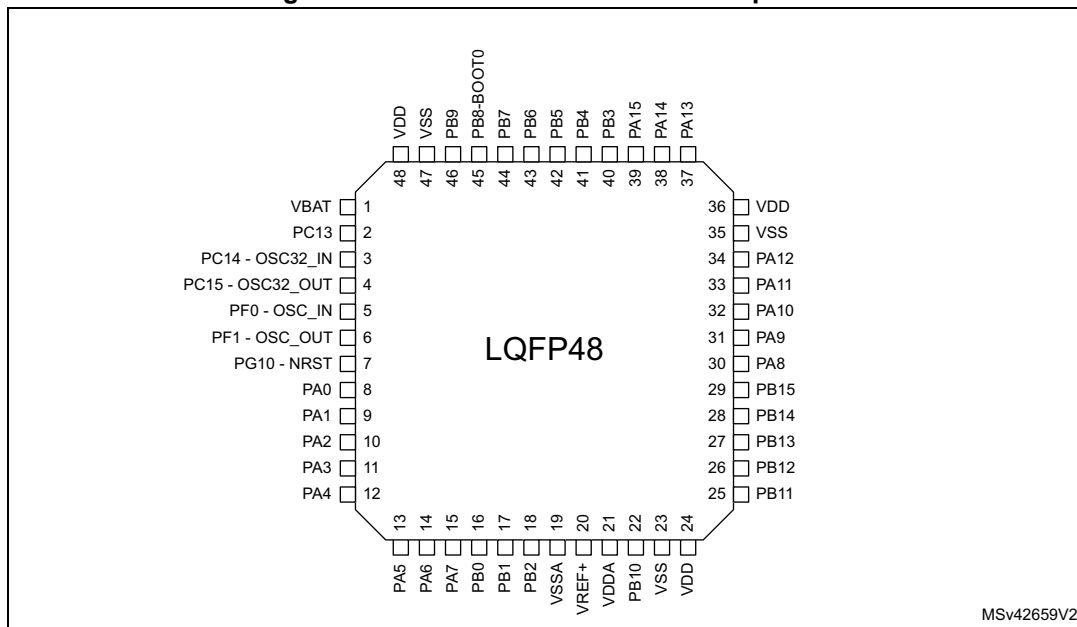 VDD
VSS
PB9
PB8-BOOT0
PB7
PB6
PB5
PB4
PB3
PA15
PA14
PA13
48
47
46
45
44
43
42
41
40
39
38
37
VBAT 1
PC13 2
PC14 - OSC32_IN 3
PC15 - OSC32_OUT 4
PF0 - OSC_IN 5
PF1 - OSC_OUT 6
PG10 - NRST 7
PA0 8
PA1 9
PA2 10
PA3 11
PA4 12
LQFP48
36 VDD
35 VSS
34 PA12
33 PA11
32 PA10
31 PA9
30 PA8
29 PB15
28 PB14
27 PB13
26 PB12
25 PB11
13
14
15
16
17
18
19
20
21
22
23
24
PA5
PA6
PA7
PB0
PB1
PB2
VSSA
VREF+
VDDA
PB10
VSS
VDD
MSv42659V2